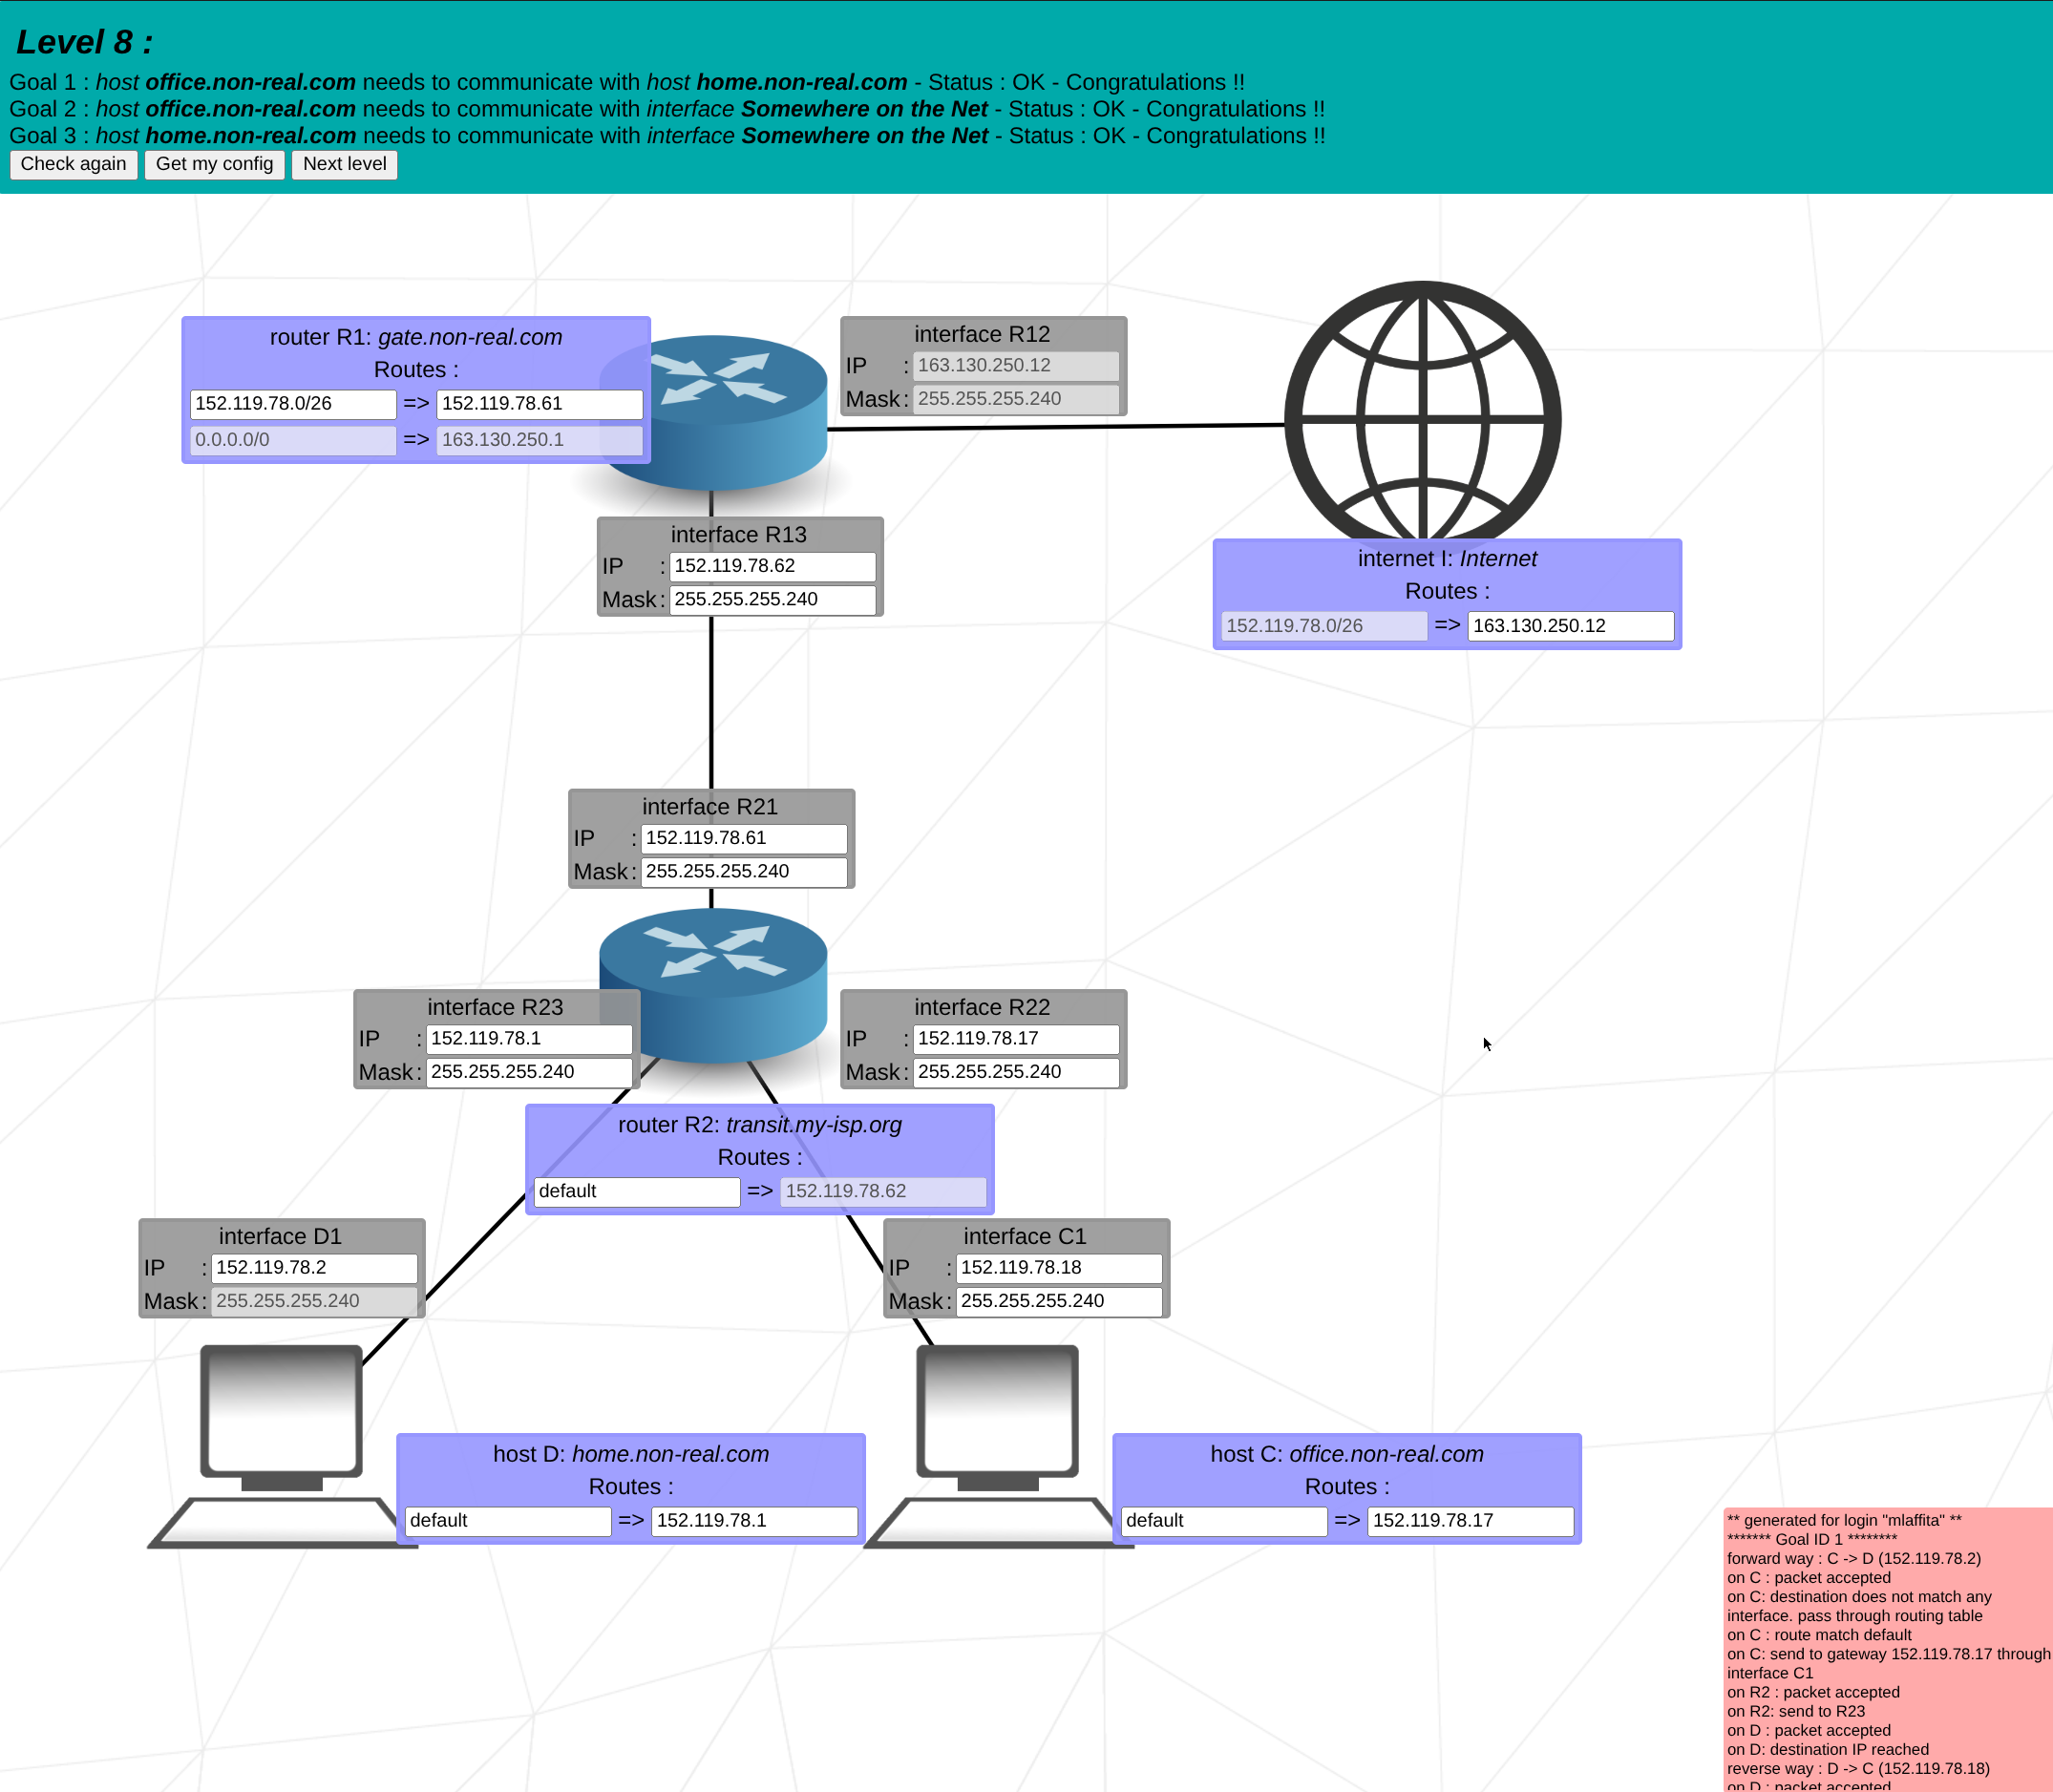 Level 8 :
Goal 1 : host office.non-real.com needs to communicate with host home.non-real.com - Status : OK - Congratulations !!
Goal 2 : host office.non-real.com needs to communicate with interface Somewhere on the Net - Status : OK - Congratulations !!
Goal 3 : host home.non-real.com needs to communicate with interface Somewhere on the Net - Status : OK - Congratulations !!
Check again Get my config Next level
router R1: gate.non-real.com
Routes :
152.119.78.0/26 => 152.119.78.61
0.0.0.0/0 => 163.130.250.1
interface R12
IP : 163.130.250.12
Mask : 255.255.255.240
interface R13
IP : 152.119.78.62
Mask : 255.255.255.240
internet I: Internet
Routes :
152.119.78.0/26 => 163.130.250.12
interface R21
IP : 152.119.78.61
Mask : 255.255.255.240
interface R23
IP : 152.119.78.1
Mask : 255.255.255.240
interface R22
IP : 152.119.78.17
Mask : 255.255.255.240
router R2: transit.my-isp.org
Routes :
default => 152.119.78.62
interface D1
IP : 152.119.78.2
Mask : 255.255.255.240
interface C1
IP : 152.119.78.18
Mask : 255.255.255.240
host D: home.non-real.com
Routes :
default => 152.119.78.1
host C: office.non-real.com
Routes :
default => 152.119.78.17
** generated for login "mlaffita" **
******* Goal ID 1 ********
forward way : C -> D (152.119.78.2)
on C : packet accepted
on C: destination does not match any
interface. pass through routing table
on C : route match default
on C: send to gateway 152.119.78.17 through
interface C1
on R2 : packet accepted
on R2: send to R23
on D : packet accepted
on D: destination IP reached
reverse way : D -> C (152.119.78.18)
on D : packet accepted